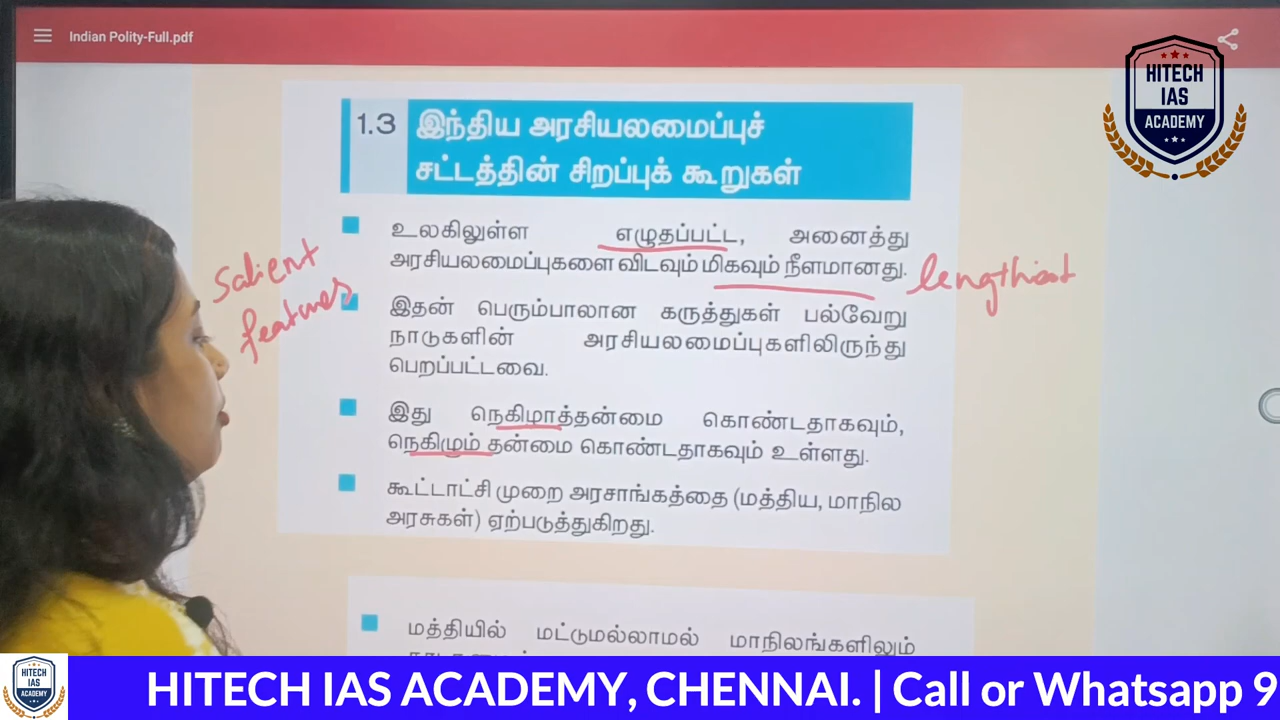 Indian Polity-Full.pdf
HITECH
IAS
ACADEMY
1.3 இந்திய அரசியலமைப்புச்
சட்டத்தின் சிறப்புக் கூறுகள்
உலகிலுள்ள எழுதப்பட்ட, அனைத்து
அரசியலமைப்புகளை விடவும் மிகவும் நீளமானது.
lengthiest
salient
features
இதன் பெரும்பாலான கருத்துகள் பல்வேறு
நாடுகளின் அரசியலமைப்புகளிலிருந்து
பெறப்பட்டவை.
இது நெகிழாத்தன்மை கொண்டதாகவும்,
நெகிழும் தன்மை கொண்டதாகவும் உள்ளது.
கூட்டாட்சி முறை அரசாங்கத்தை (மத்திய, மாநில
அரசுகள்) ஏற்படுத்துகிறது.
மத்தியில் மட்டுமல்லாமல் மாநிலங்களிலும்
HITECH
IAS
ACADEMY
HITECH IAS ACADEMY, CHENNAI. | Call or Whatsapp 9